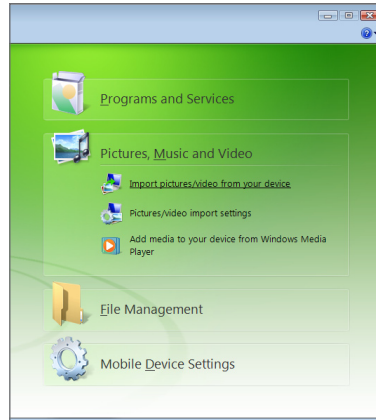 Programs and Services
Pictures, Music and Video
Import pictures/video from your device
Pictures/video import settings
Add media to your device from Windows Media
Player
File Management
Mobile Device Settings